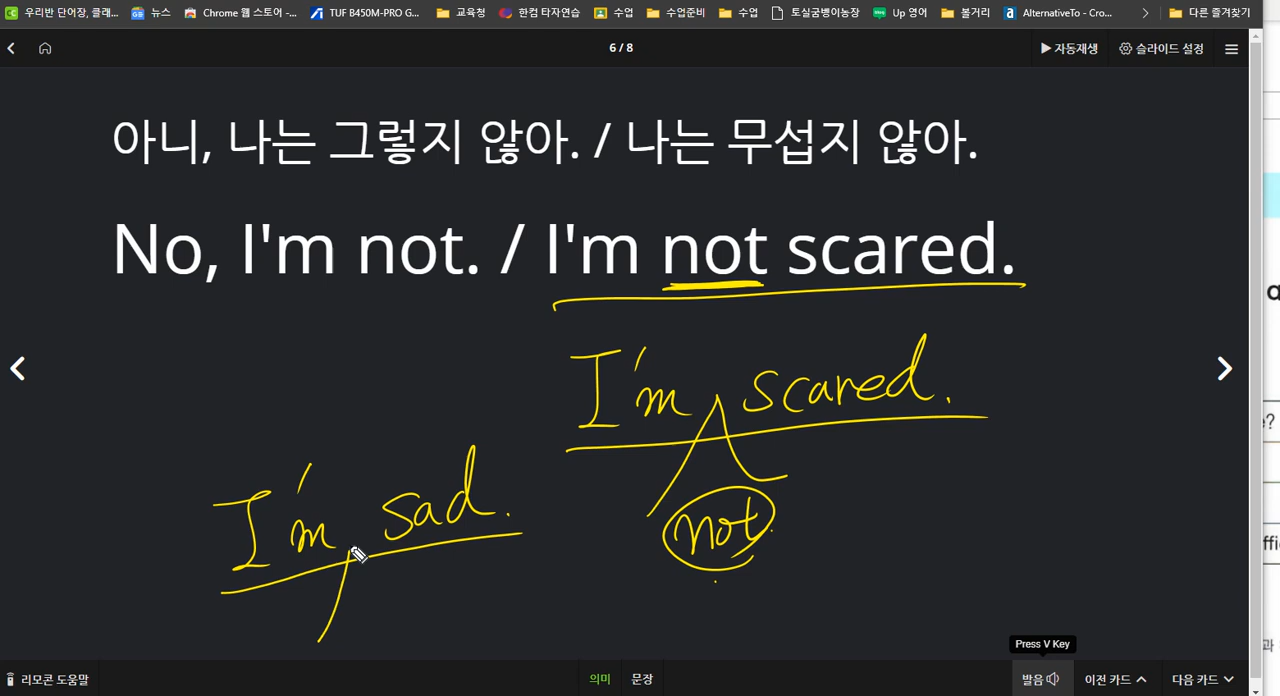 우리반 단어장, 클래... 뉴스 Chrome 웹 스토어 -... TUF B450M-PRO G... 교육청 한컴 타자연습 수업 수업준비 수업 토실굼벵이농장 Up 영어 볼거리 AlternativeTo - Cro... 다른 즐겨찾기
6 / 8 자동재생 슬라이드 설정
아니, 나는 그렇지 않아. / 나는 무섭지 않아.
No, I'm not. / I'm not scared.
I'm scared.
I'm sad.
not
Press V Key
리모콘 도움말 의미 문장 발음 이전 카드 다음 카드